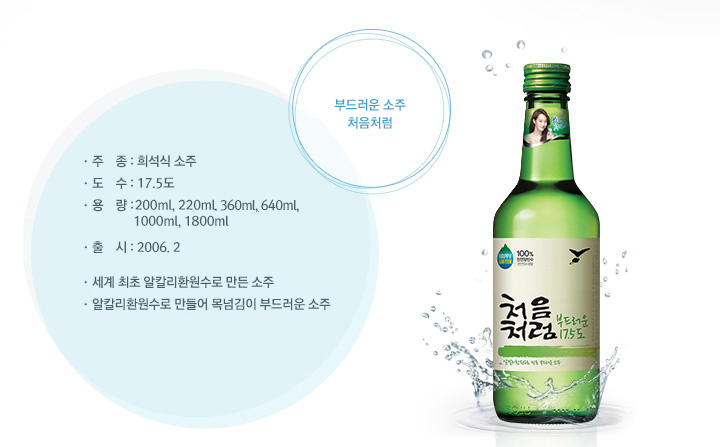 부드러운 소주
처음처럼
· 주 종 : 희석식 소주
· 도 수 : 17.5도
· 용 량 : 200ml, 220ml, 360ml, 640ml,
1000ml, 1800ml
· 출 시 : 2006. 2
· 세계 최초 알칼리환원수로 만든 소주
· 알칼리환원수로 만들어 목넘김이 부드러운 소주
100%
처음
처럼
부드러운
17.5도